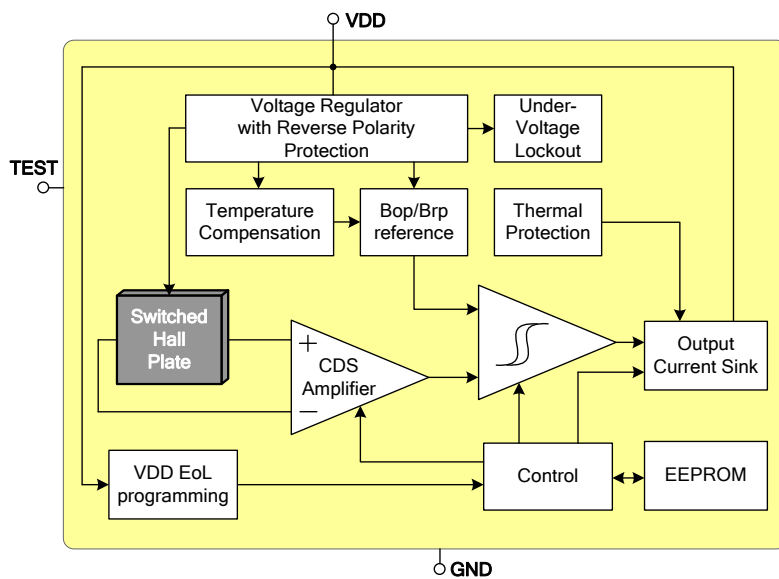 VDD
Voltage Regulator
with Reverse Polarity
Protection
Under-
Voltage
Lockout
TEST
Temperature
Compensation
Bop/Brp
reference
Thermal
Protection
Switched
Hall
Plate
+
CDS
Amplifier
−
Output
Current Sink
VDD EoL
programming
Control
EEPROM
GND